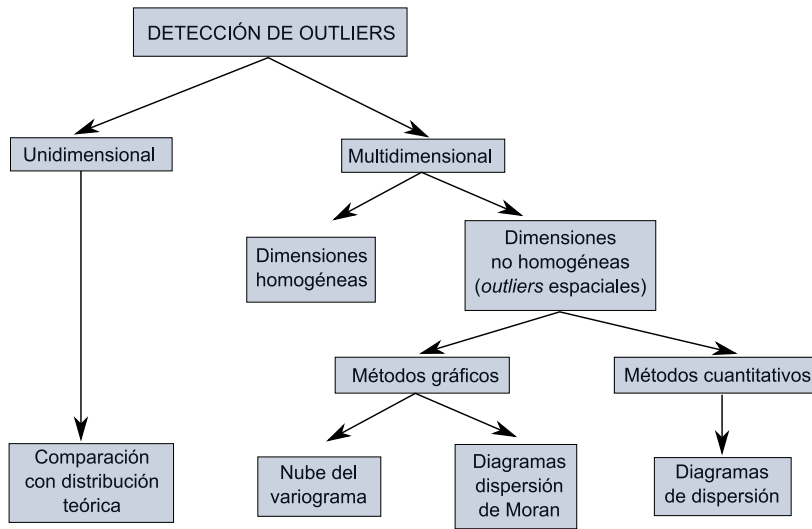 DETECCIÓN DE OUTLIERS
Unidimensional
Multidimensional
Dimensiones
homogéneas
Dimensiones
no homogéneas
(outliers espaciales)
Métodos gráficos
Métodos cuantitativos
Comparación
con distribución
teórica
Nube del
variograma
Diagramas
dispersión
de Moran
Diagramas
de dispersión